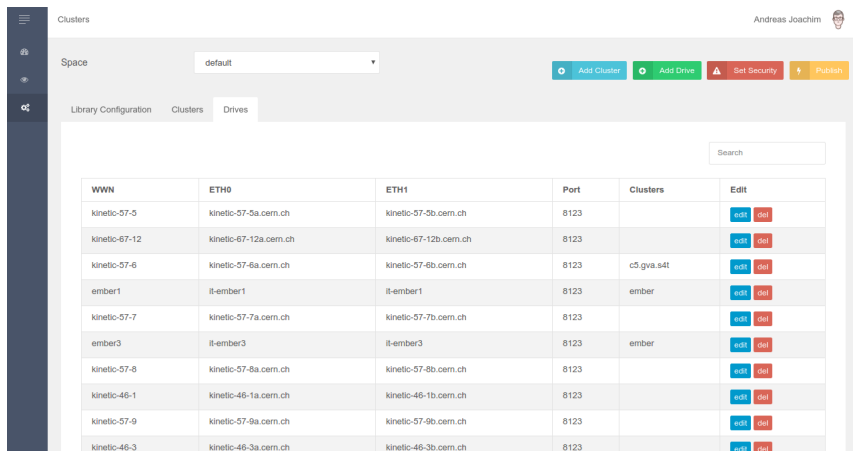 Clusters Andreas Joachim
Space default
Add Cluster Add Drive Set Security Publish
Library Configuration Clusters Drives
Search
WWN ETH0 ETH1 Port Clusters Edit
kinetic-57-5 kinetic-57-5a.cern.ch kinetic-57-5b.cern.ch 8123 edit del
kinetic-67-12 kinetic-67-12a.cern.ch kinetic-67-12b.cern.ch 8123 edit del
kinetic-57-6 kinetic-57-6a.cern.ch kinetic-57-6b.cern.ch 8123 c5.gva.s4t edit del
ember1 it-ember1 it-ember1 8123 ember edit del
kinetic-57-7 kinetic-57-7a.cern.ch kinetic-57-7b.cern.ch 8123 edit del
ember3 it-ember3 it-ember3 8123 ember edit del
kinetic-57-8 kinetic-57-8a.cern.ch kinetic-57-8b.cern.ch 8123 edit del
kinetic-46-1 kinetic-46-1a.cern.ch kinetic-46-1b.cern.ch 8123 edit del
kinetic-57-9 kinetic-57-9a.cern.ch kinetic-57-9b.cern.ch 8123 edit del
kinetic-46-3 kinetic-46-3a.cern.ch kinetic-46-3b.cern.ch 8123 edit del